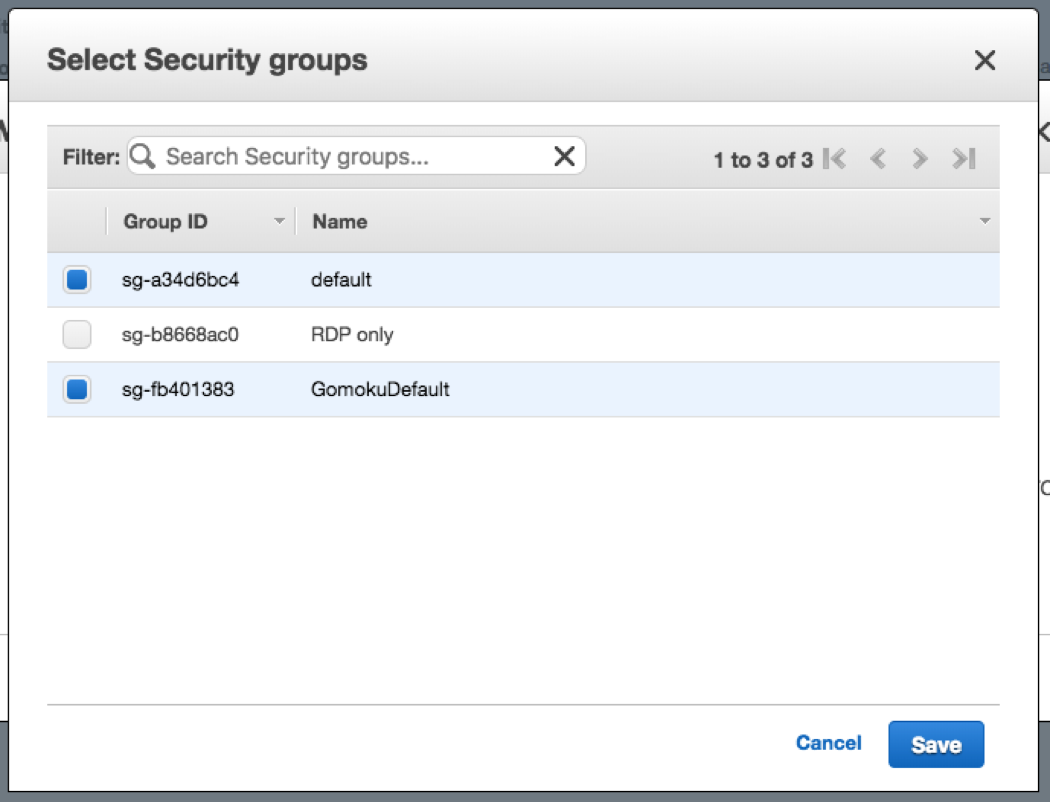 Select Security groups
Filter: Search Security groups...
1 to 3 of 3
Group ID Name
sg-a34d6bc4 default
sg-b8668ac0 RDP only
sg-fb401383 GomokuDefault
Cancel Save